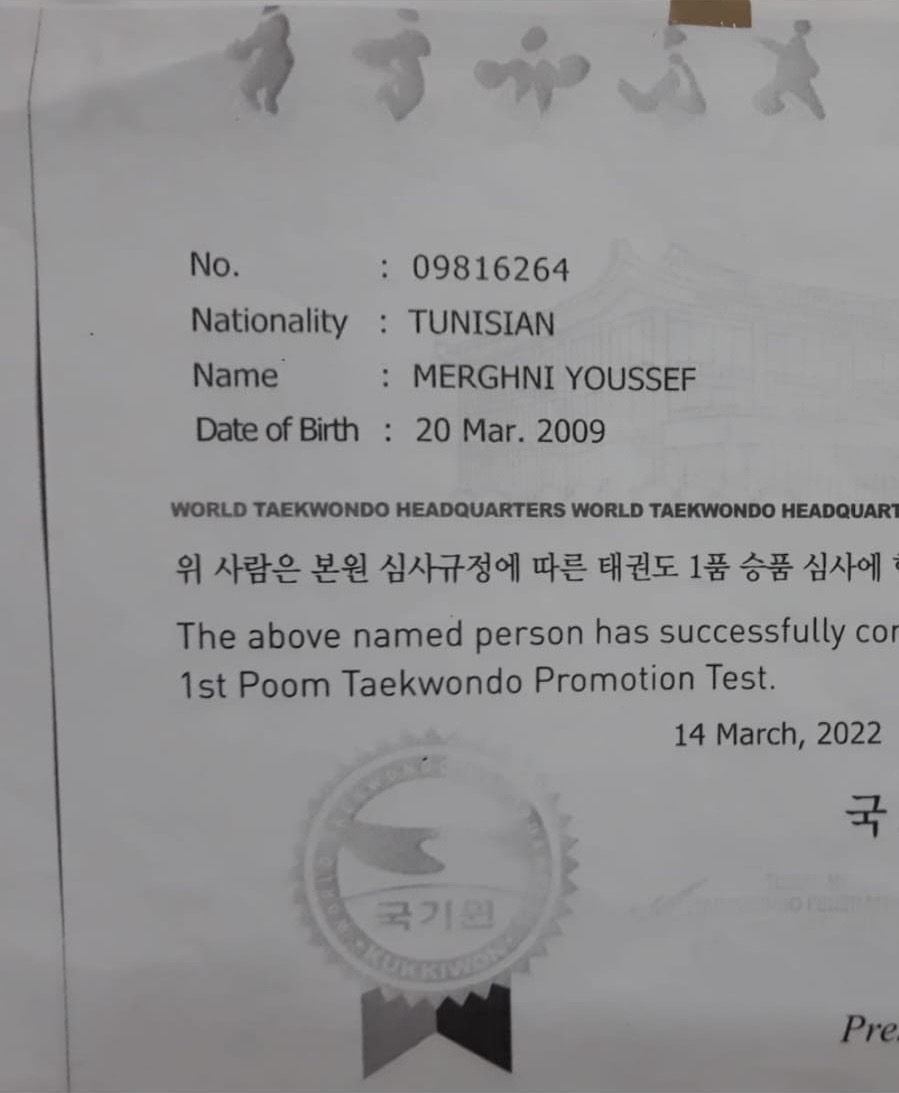 No. : 09816264
Nationality : TUNISIAN
Name : MERGHNI YOUSSEF
Date of Birth : 20 Mar. 2009
WORLD TAEKWONDO HEADQUARTERS WORLD TAEKWONDO HEADQUART
위 사람은 본원 심사규정에 따른 태권도 1품 승품 심사에
The above named person has successfully co
1st Poom Taekwondo Promotion Test.
14 March, 2022
국
국기원
KUKKIWON
Pre